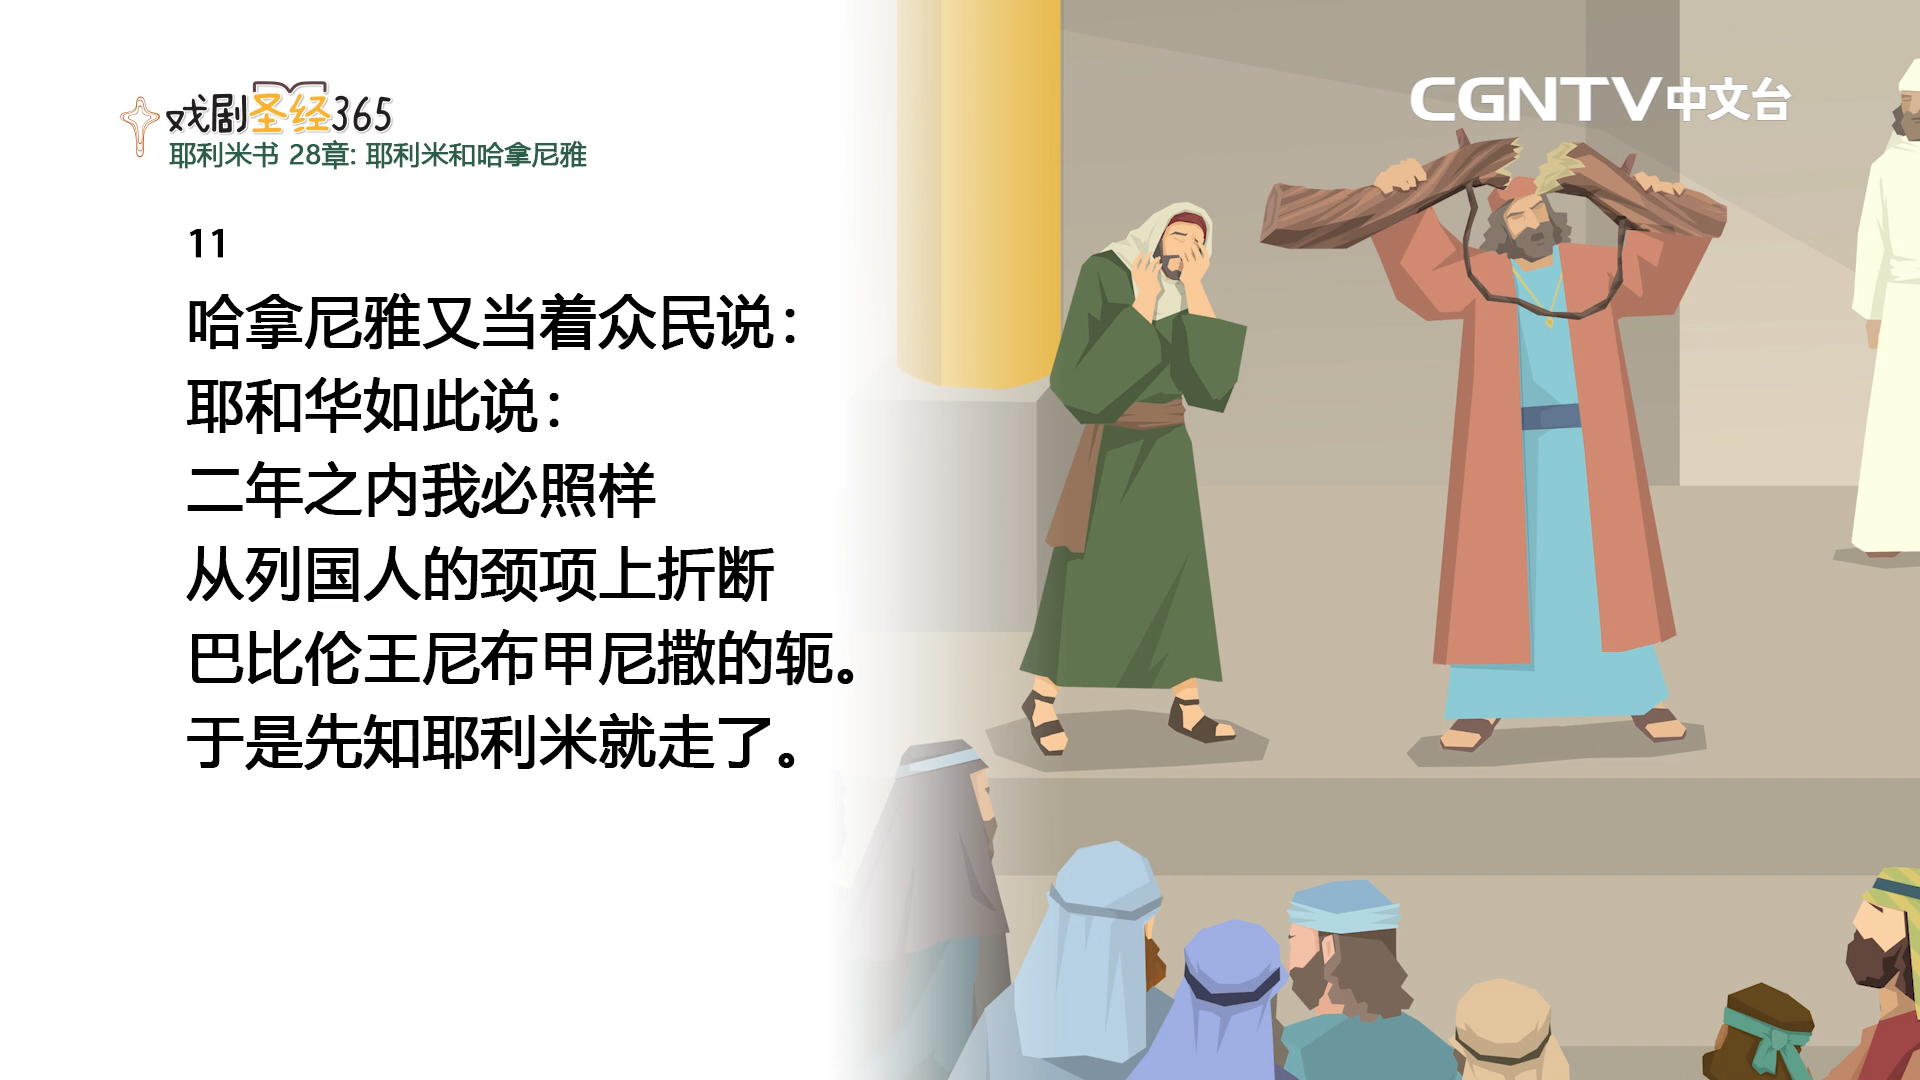 戏剧圣经365
耶利米书 28章: 耶利米和哈拿尼雅
CGNTV中文台
11
哈拿尼雅又当着众民说：
耶和华如此说：
二年之内我必照样
从列国人的颈项上折断
巴比伦王尼布甲尼撒的轭。
于是先知耶利米就走了。